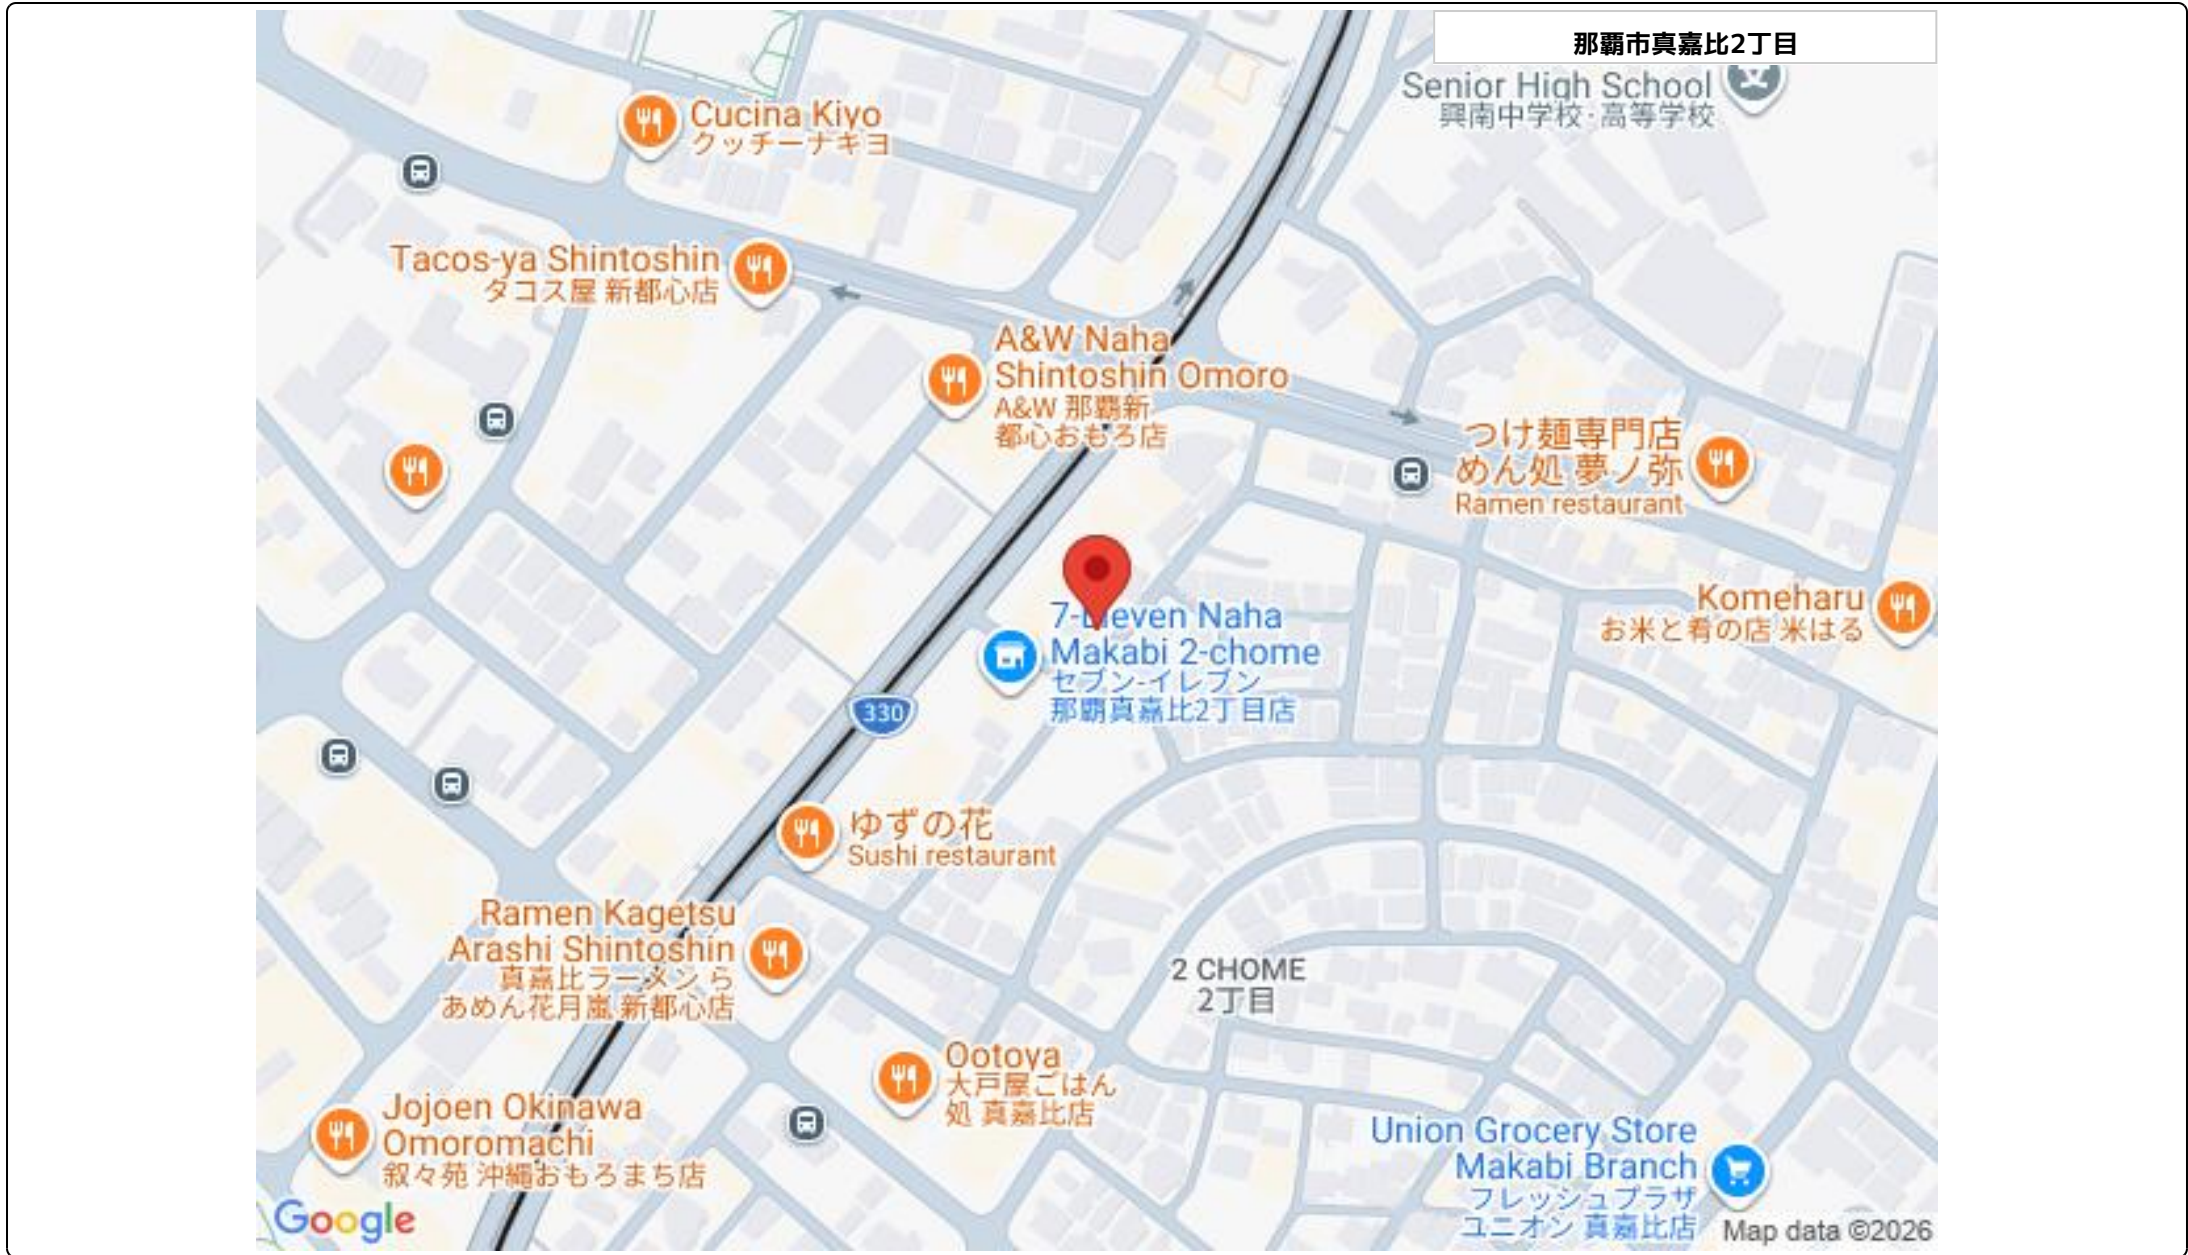 那覇市真嘉比2丁目
Senior High School
興南中学校・高等学校
Cucina Kiyo
クッチーナキヨ
Tacos-ya Shintoshin
タコス屋 新都心店
A&W Naha
Shintoshin Omoro
A&W 那覇新
都心おもろ店
つけ麺専門店
めん処 夢ノ弥
Ramen restaurant
Komeharu
お米と肴の店 米はる
7-Eleven Naha
Makabi 2-chome
セブン-イレブン
那覇真嘉比2丁目店
330
ゆずの花
Sushi restaurant
Ramen Kagetsu
Arashi Shintoshin
真嘉比ラーメン ら
あめん花月嵐 新都心店
2 CHOME
2丁目
Ootoya
大戸屋ごはん
処 真嘉比店
Jojoen Okinawa
Omoromachi
叙々苑 沖縄おもろまち店
Union Grocery Store
Makabi Branch
フレッシュプラザ
ユニオン 真嘉比店
Google
Map data ©2026